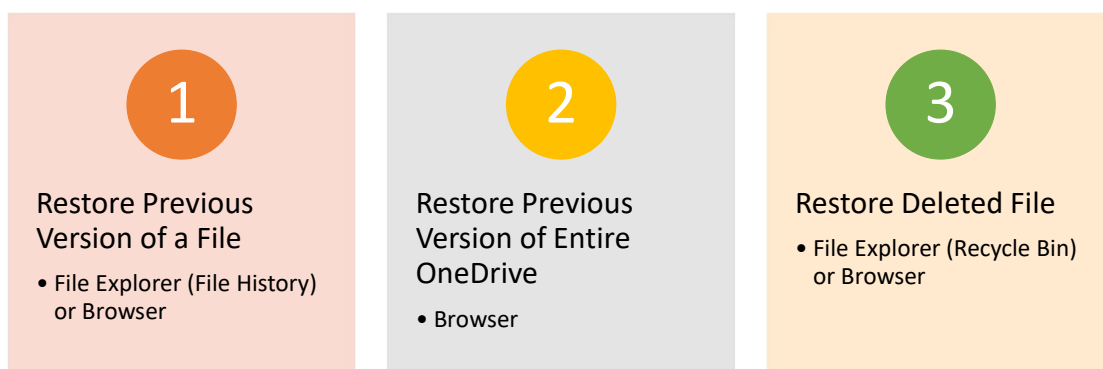 1
Restore Previous
Version of a File
• File Explorer (File History)
or Browser
2
Restore Previous
Version of Entire
OneDrive
• Browser
3
Restore Deleted File
• File Explorer (Recycle Bin)
or Browser